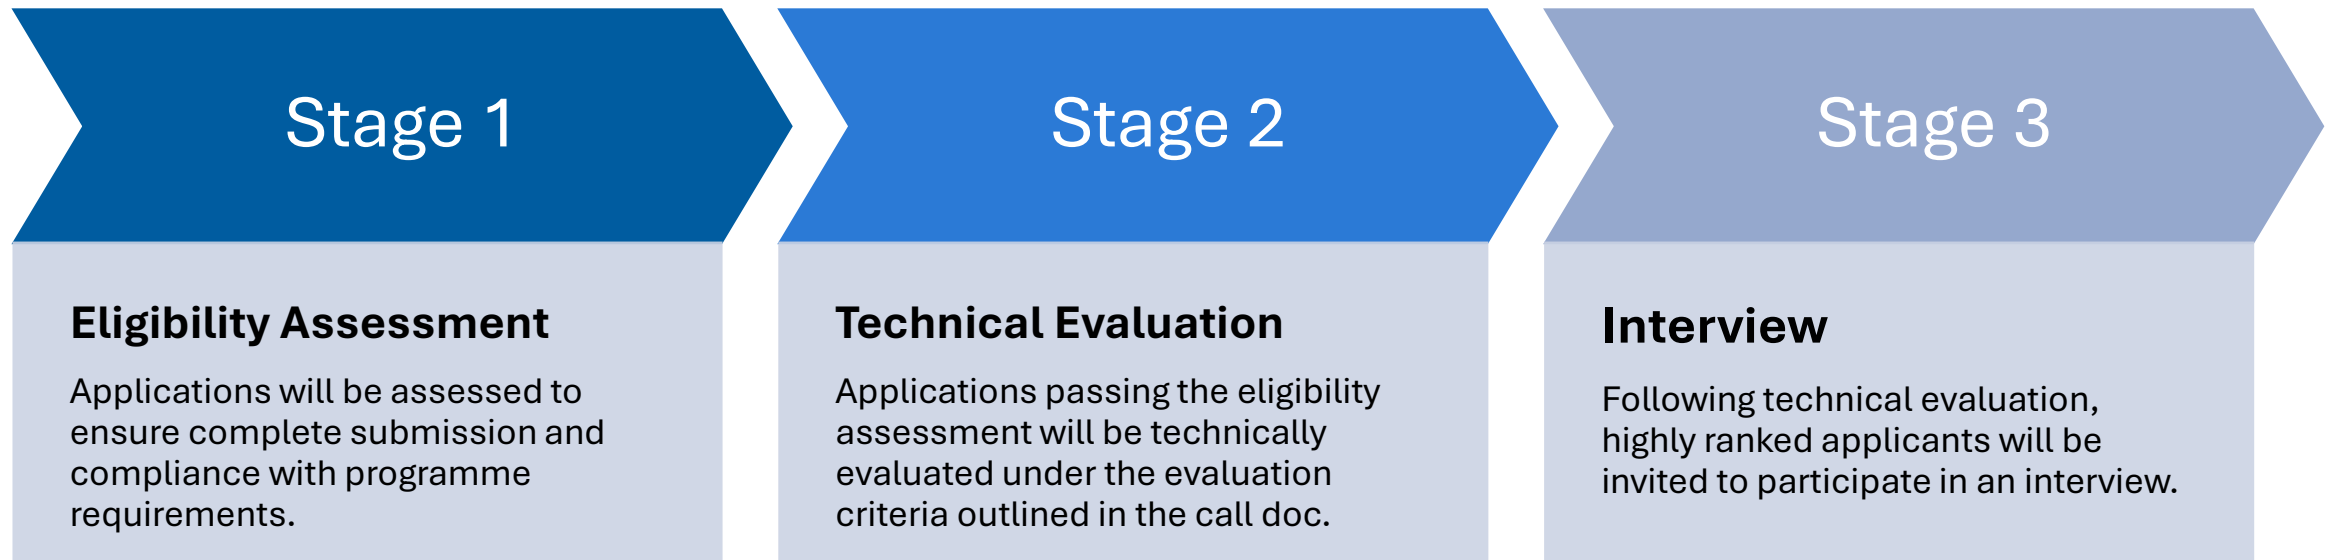 Stage 1
Stage 2
Stage 3
Eligibility Assessment
Applications will be assessed to
ensure complete submission and
compliance with programme
requirements.
Technical Evaluation
Applications passing the eligibility
assessment will be technically
evaluated under the evaluation
criteria outlined in the call doc.
Interview
Following technical evaluation,
highly ranked applicants will be
invited to participate in an interview.